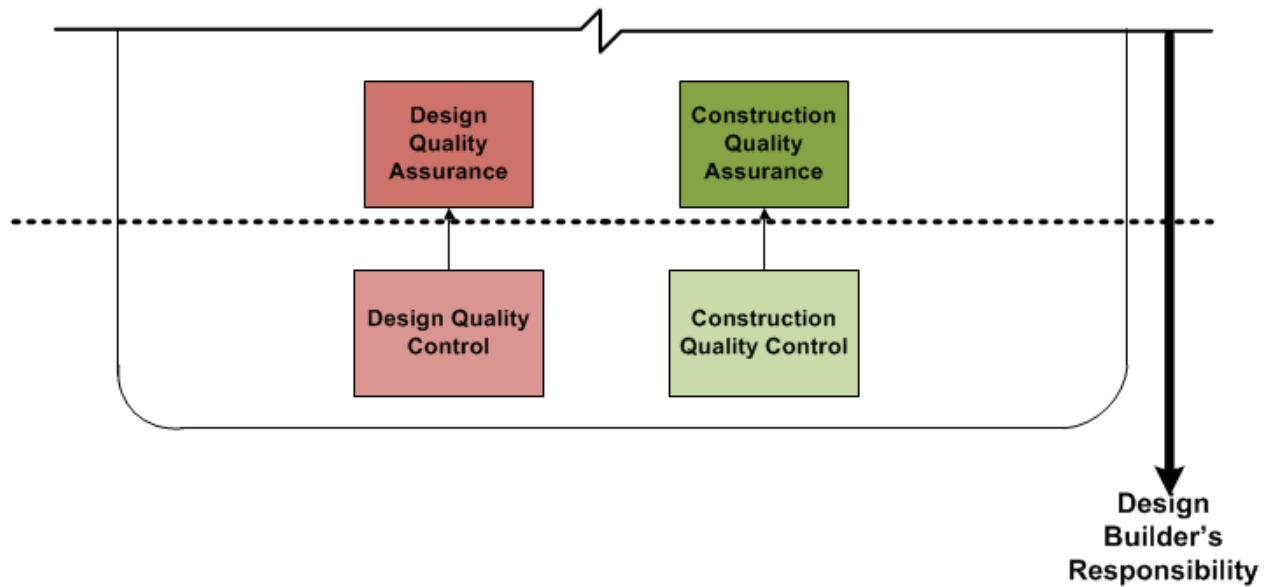 Design
Quality
Assurance
Construction
Quality
Assurance
Design Quality
Control
Construction
Quality Control
Design
Builder's
Responsibility